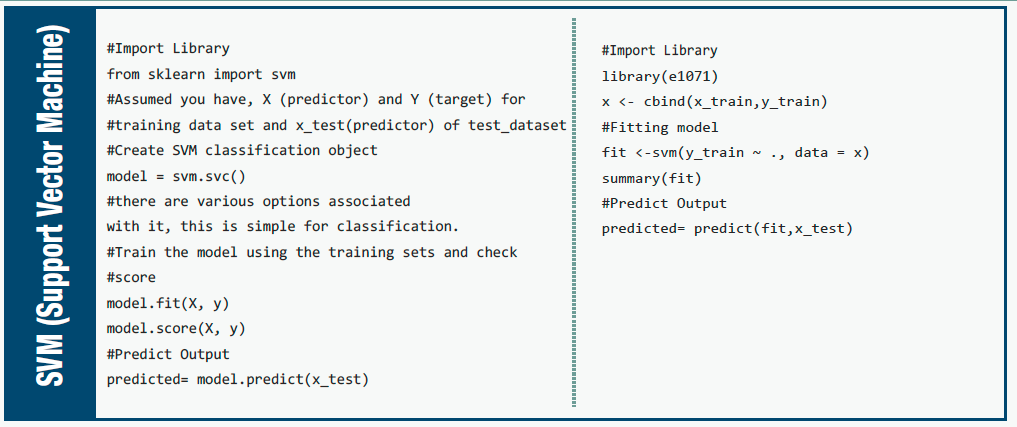 SVM (Support Vector Machine)
#Import Library
from sklearn import svm
#Assumed you have, X (predictor) and Y (target) for
#training data set and x_test(predictor) of test_dataset
#Create SVM classification object
model = svm.svc()
#there are various options associated
with it, this is simple for classification.
#Train the model using the training sets and check
#score
model.fit(X, y)
model.score(X, y)
#Predict Output
predicted= model.predict(x_test)
#Import Library
library(e1071)
x <- cbind(x_train,y_train)
#Fitting model
fit <-svm(y_train ~ ., data = x)
summary(fit)
#Predict Output
predicted= predict(fit,x_test)